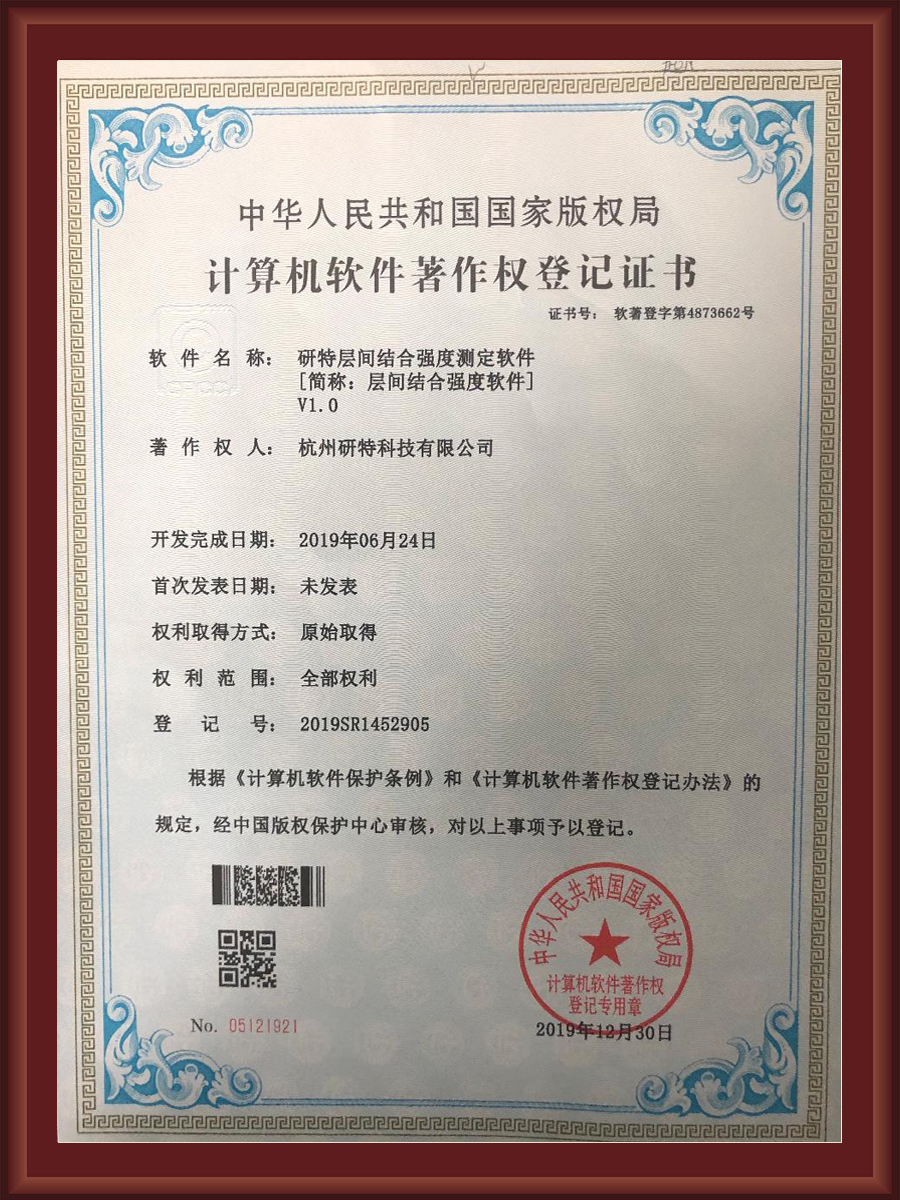 中华人民共和国国家版权局
计算机软件著作权登记证书
证书号： 软著登字第4873662号
软件名称： 研特层间结合强度测定软件
[简称：层间结合强度软件]
V1.0
著作权人： 杭州研特科技有限公司
开发完成日期： 2019年06月24日
首次发表日期： 未发表
权利取得方式： 原始取得
权利范围： 全部权利
登记号： 2019SR1452905
根据《计算机软件保护条例》和《计算机软件著作权登记办法》的
规定，经中国版权保护中心审核，对以上事项予以登记。
中华人民共和国国家版权局
计算机软件著作权
登记专用章
No. 05121921
2019年12月30日